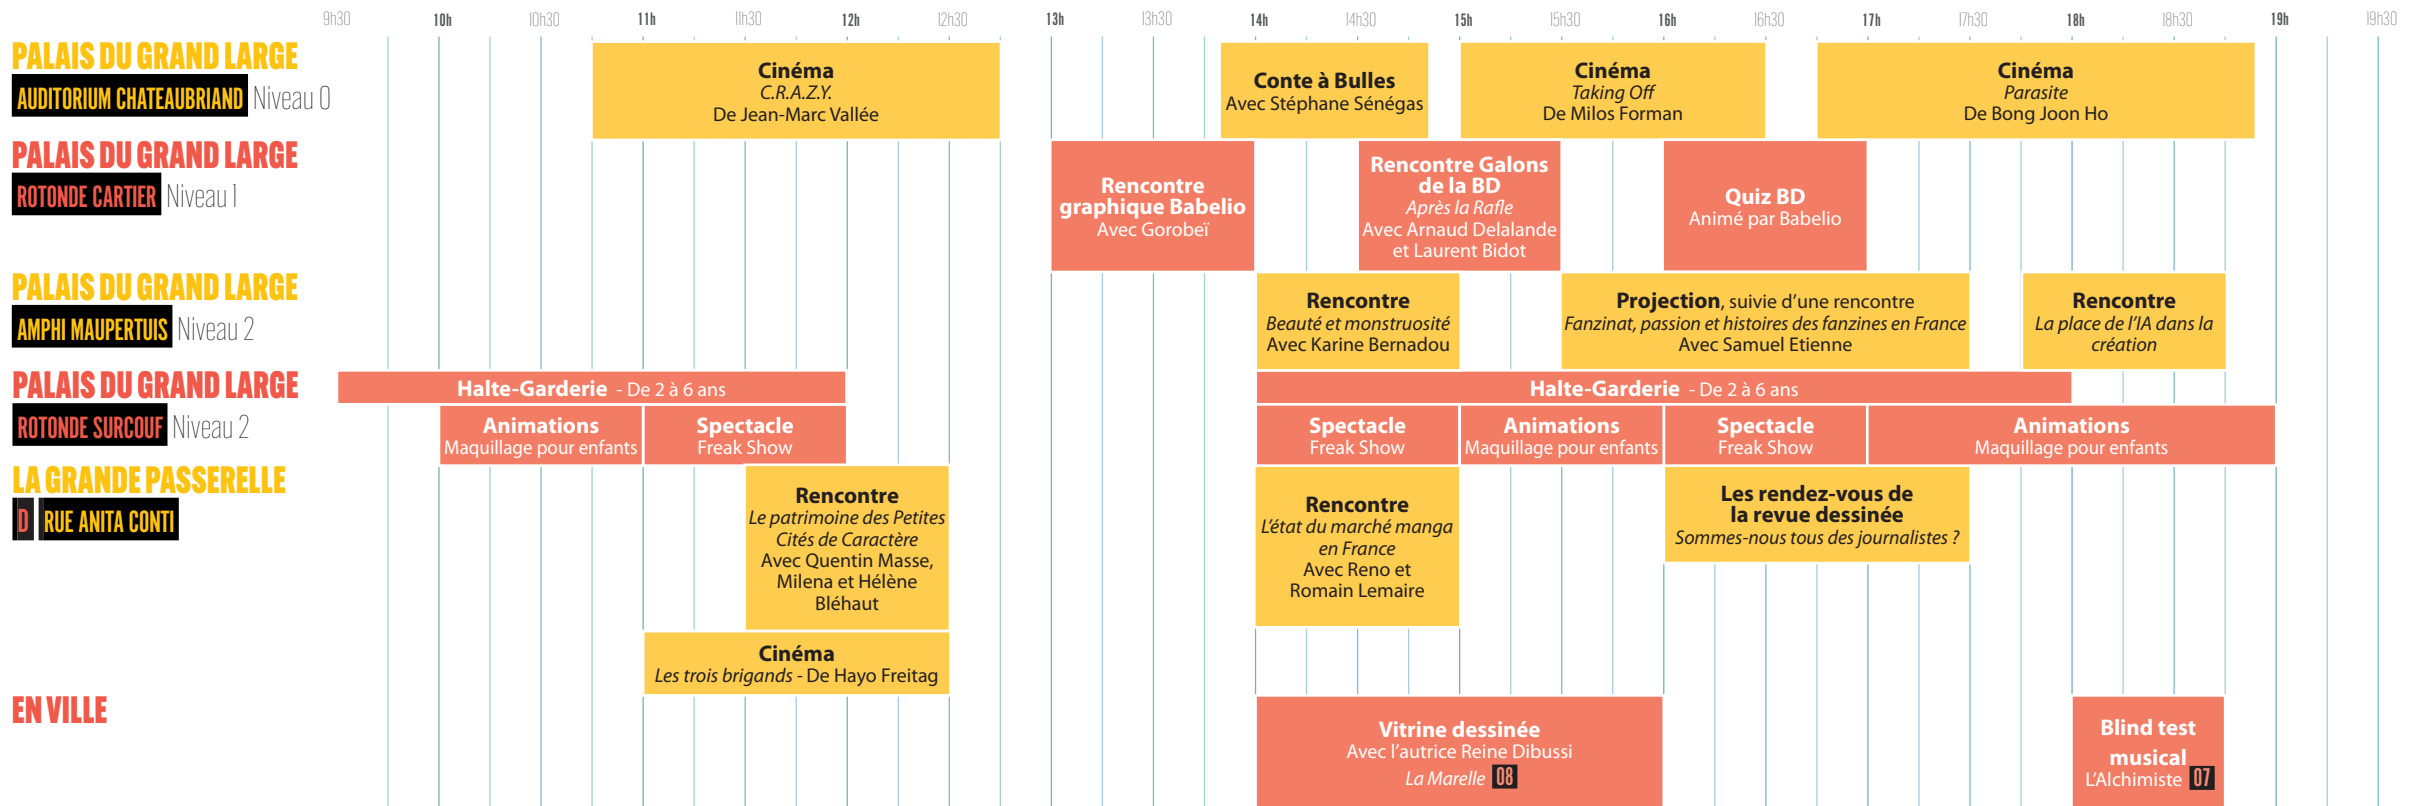 9h30 10h 10h30 11h 11h30 12h 12h30 13h 13h30 14h 14h30 15h 15h30 16h 16h30 17h 17h30 18h 18h30 19h 19h30
PALAIS DU GRAND LARGE
AUDITORIUM CHATEAUBRIAND Niveau 0
Cinéma
C.R.A.Z.Y.
De Jean-Marc Vallée
Conte à Bulles
Avec Stéphane Sénégas
Cinéma
Taking Off
De Milos Forman
Cinéma
Parasite
De Bong Joon Ho
PALAIS DU GRAND LARGE
ROTONDE CARTIER Niveau 1
Rencontre
graphique Babelio
Avec Gorobeï
Rencontre Galons
de la BD
Après la Rafle
Avec Arnaud Delalande
et Laurent Bidot
Quiz BD
Animé par Babelio
PALAIS DU GRAND LARGE
AMPHI MAUPERTUIS Niveau 2
Rencontre
Beauté et monstruosité
Avec Karine Bernadou
Projection, suivie d'une rencontre
Fanzinat, passion et histoires des fanzines en France
Avec Samuel Etienne
Rencontre
La place de l'IA dans la
création
PALAIS DU GRAND LARGE
ROTONDE SURCOUF Niveau 2
Halte-Garderie - De 2 à 6 ans
Halte-Garderie - De 2 à 6 ans
Animations
Maquillage pour enfants
Spectacle
Freak Show
Spectacle
Freak Show
Animations
Maquillage pour enfants
Spectacle
Freak Show
Animations
Maquillage pour enfants
LA GRANDE PASSERELLE
D RUE ANITA CONTI
Rencontre
Le patrimoine des Petites
Cités de Caractère
Avec Quentin Masse,
Milena et Hélène
Bléhaut
Rencontre
L'état du marché manga
en France
Avec Reno et
Romain Lemaire
Les rendez-vous de
la revue dessinée
Sommes-nous tous des journalistes ?
Cinéma
Les trois brigands - De Hayo Freitag
EN VILLE
Vitrine dessinée
Avec l'autrice Reine Dibussi
La Marelle 08
Blind test
musical
L'Alchimiste 07